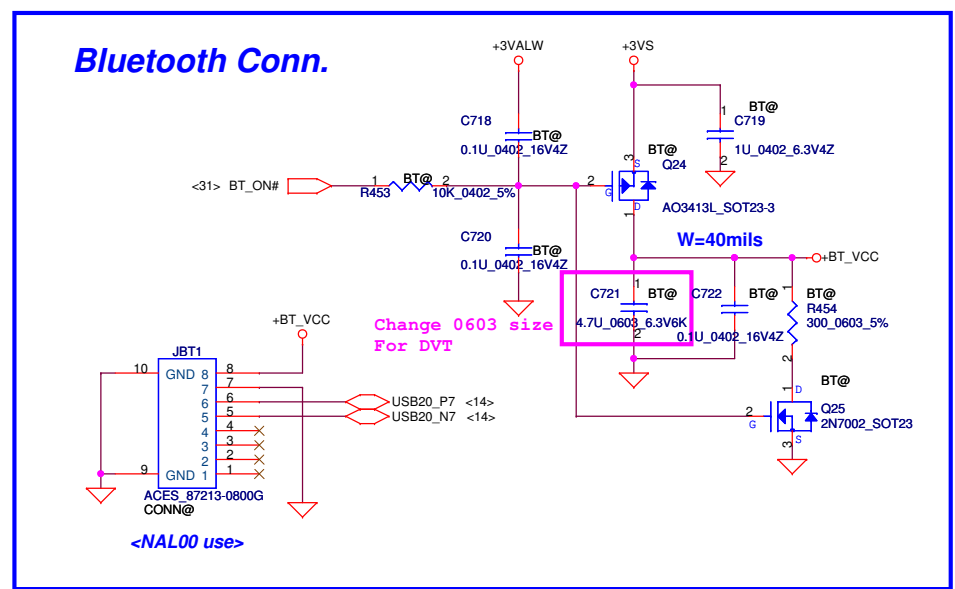 Bluetooth Conn.
+3VALW
+3VS
C718
BT@
0.1U_0402_16V4Z
1
BT@
C719
1U_0402_6.3V4Z
2
<31> BT_ON#
1
BT@
2
R453
10K_0402_5%
2
G
3
S
BT@
Q24
D
1
AO3413L_SOT23-3
C720
BT@
0.1U_0402_16V4Z
W=40mils
+BT_VCC
C721
1
BT@
4.7U_0603_6.3V6K
2
C722
BT@
0.1U_0402_16V4Z
1
BT@
R454
300_0603_5%
2
Change 0603 size
For DVT
+BT_VCC
JBT1
10
GND
8
8
7
7
6
6
USB20_P7 <14>
5
5
USB20_N7 <14>
4
4
3
3
2
2
9
GND
1
1
ACES_87213-0800G
CONN@
<NAL00 use>
1
D
BT@
2
G
Q25
2N7002_SOT23
3
S